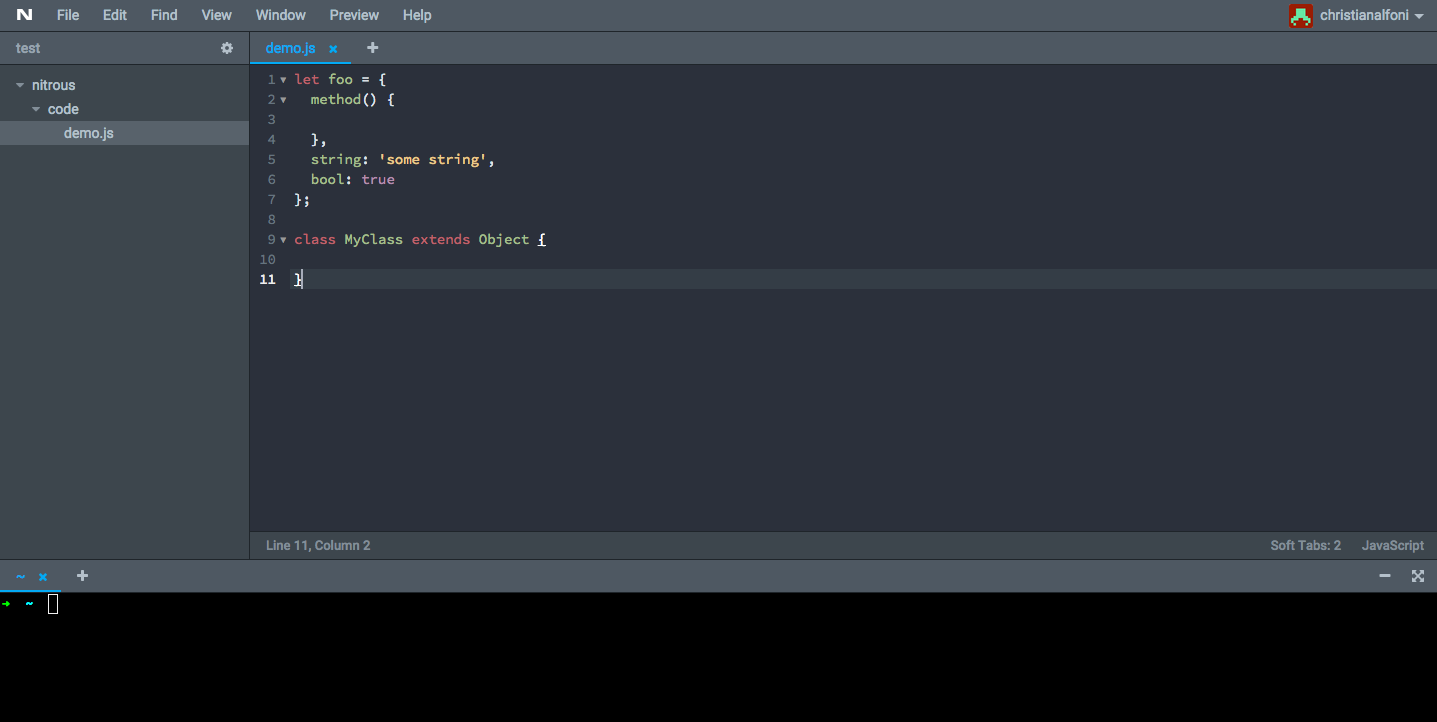 N File Edit Find View Window Preview Help christianalfoni
test demo.js × +
nitrous
code
demo.js
1 let foo = {
2   method() {
3
4   },
5   string: 'some string',
6   bool: true
7 };
8
9 class MyClass extends Object {
10
11 }
Line 11, Column 2 Soft Tabs: 2 JavaScript
~ × +
➜ ~